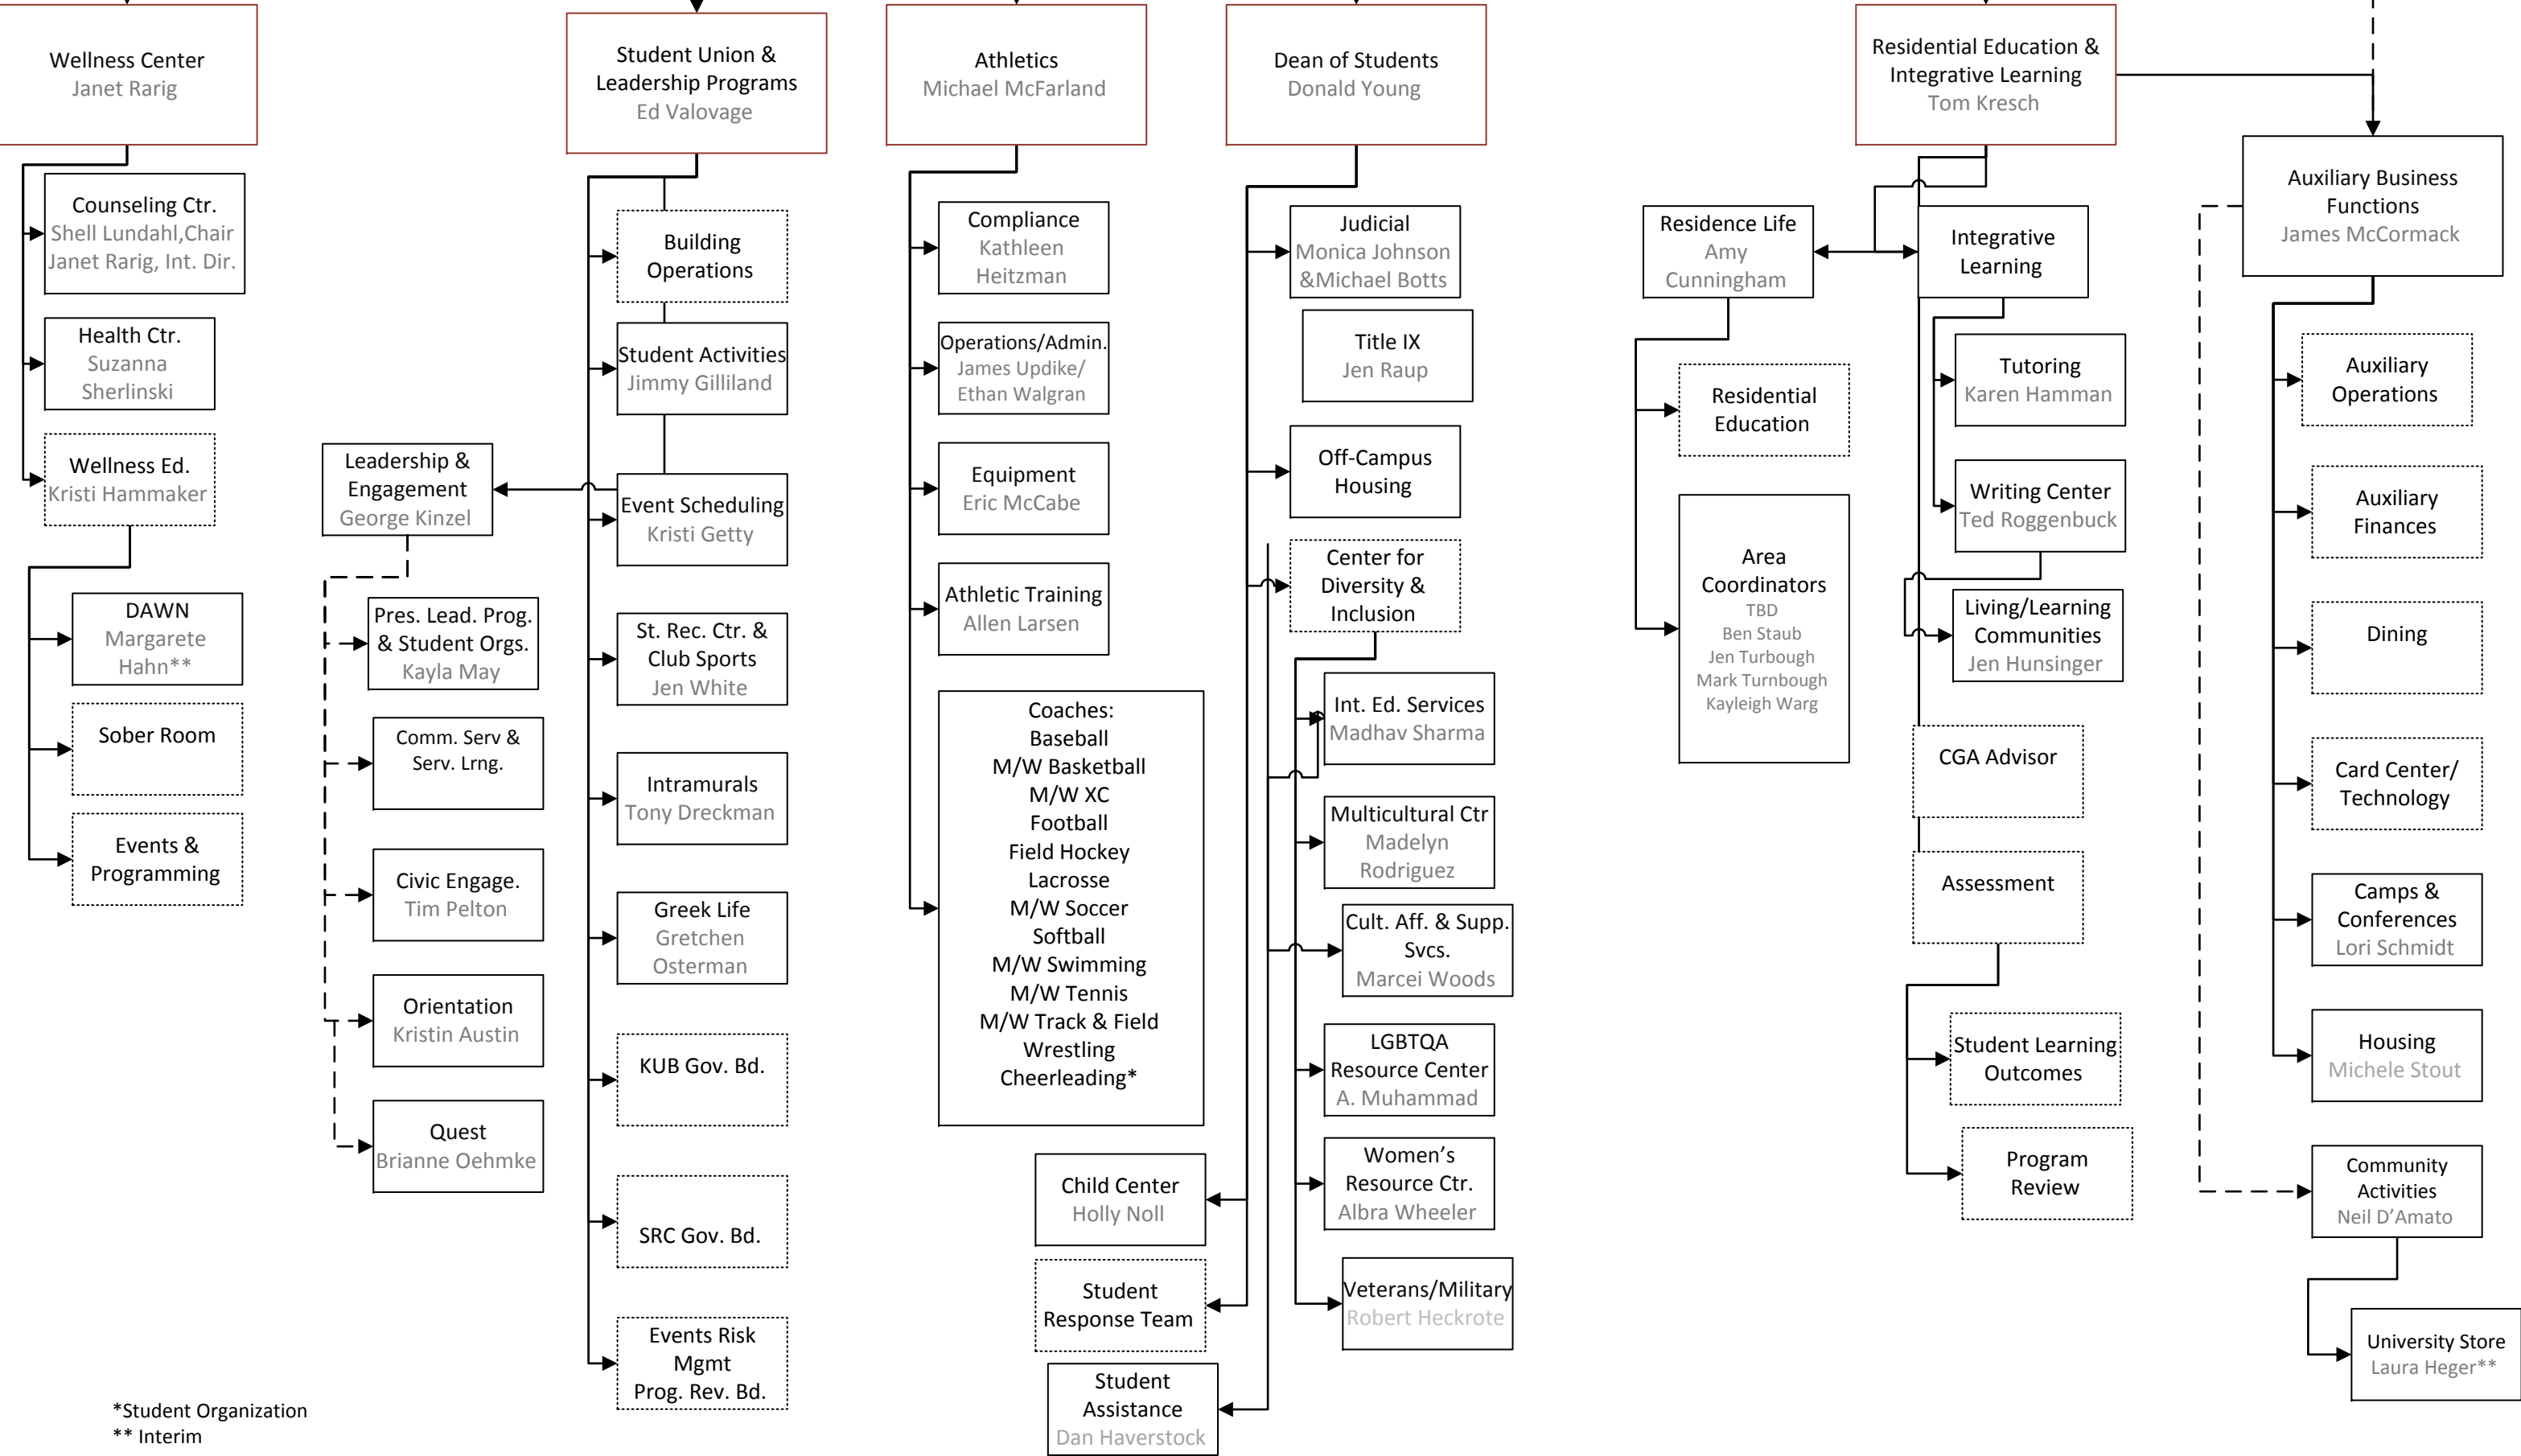 Wellness Center
Janet Rarig
Counseling Ctr.
Shell Lundahl,Chair
Janet Rarig, Int. Dir.
Health Ctr.
Suzanna
Sherlinski
Wellness Ed.
Kristi Hammaker
DAWN
Margarete
Hahn**
Sober Room
Events &
Programming
Student Union &
Leadership Programs
Ed Valovage
Leadership &
Engagement
George Kinzel
Pres. Lead. Prog.
& Student Orgs.
Kayla May
Comm. Serv &
Serv. Lrng.
Civic Engage.
Tim Pelton
Orientation
Kristin Austin
Quest
Brianne Oehmke
Building
Operations
Student Activities
Jimmy Gilliland
Event Scheduling
Kristi Getty
St. Rec. Ctr. &
Club Sports
Jen White
Intramurals
Tony Dreckman
Greek Life
Gretchen
Osterman
KUB Gov. Bd.
SRC Gov. Bd.
Events Risk
Mgmt
Prog. Rev. Bd.
Athletics
Michael McFarland
Compliance
Kathleen
Heitzman
Operations/Admin.
James Updike/
Ethan Walgran
Equipment
Eric McCabe
Athletic Training
Allen Larsen
Coaches:
Baseball
M/W Basketball
M/W XC
Football
Field Hockey
Lacrosse
M/W Soccer
Softball
M/W Swimming
M/W Tennis
M/W Track & Field
Wrestling
Cheerleading*
Dean of Students
Donald Young
Judicial
Monica Johnson
&Michael Botts
Title IX
Jen Raup
Off-Campus
Housing
Center for
Diversity &
Inclusion
Int. Ed. Services
Madhav Sharma
Multicultural Ctr
Madelyn
Rodriguez
Cult. Aff. & Supp.
Svcs.
Marcei Woods
LGBTQA
Resource Center
A. Muhammad
Women's
Resource Ctr.
Albra Wheeler
Veterans/Military
Robert Heckrote
Child Center
Holly Noll
Student
Response Team
Student
Assistance
Dan Haverstock
Residential Education &
Integrative Learning
Tom Kresch
Residence Life
Amy
Cunningham
Residential
Education
Area
Coordinators
TBD
Ben Staub
Jen Turbough
Mark Turnbough
Kayleigh Warg
Integrative
Learning
Tutoring
Karen Hamman
Writing Center
Ted Roggenbuck
Living/Learning
Communities
Jen Hunsinger
CGA Advisor
Assessment
Student Learning
Outcomes
Program
Review
Auxiliary Business
Functions
James McCormack
Auxiliary
Operations
Auxiliary
Finances
Dining
Card Center/
Technology
Camps &
Conferences
Lori Schmidt
Housing
Michele Stout
Community
Activities
Neil D'Amato
University Store
Laura Heger**
*Student Organization
** Interim